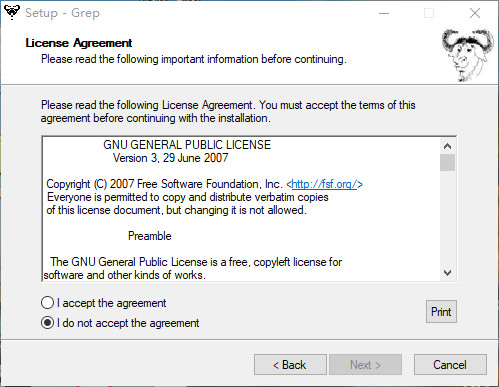 Setup - Grep
License Agreement
Please read the following important information before continuing.
Please read the following License Agreement. You must accept the terms of this
agreement before continuing with the installation.
GNU GENERAL PUBLIC LICENSE
Version 3, 29 June 2007
Copyright (C) 2007 Free Software Foundation, Inc. <http://fsf.org/>
Everyone is permitted to copy and distribute verbatim copies
of this license document, but changing it is not allowed.
Preamble
The GNU General Public License is a free, copyleft license for
software and other kinds of works.
I accept the agreement
I do not accept the agreement
Print
< Back
Next >
Cancel